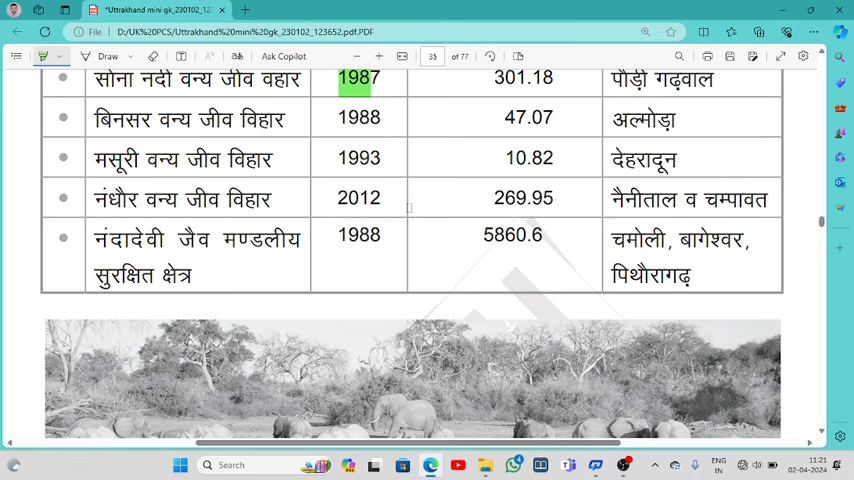 *Uttrakhand mini gk_230102_123
File D:/UK%20PCS/Uttrakhand%20mini%20gk_230102_123652.pdf.PDF
Draw Ask Copilot 35 of 77
सोना नदी वन्य जीव वहार 1987 301.18 पौड़ी गढ़वाल
बिनसर वन्य जीव विहार 1988 47.07 अल्मोड़ा
मसूरी वन्य जीव विहार 1993 10.82 देहरादून
नंधौर वन्य जीव विहार 2012 269.95 नैनीताल व चम्पावत
नंदादेवी जैव मण्डलीय 1988 5860.6 चमोली, बागेश्वर,
सुरक्षित क्षेत्र पिथौरागढ़
Search 4 ENG 11:21
IN 02-04-2024